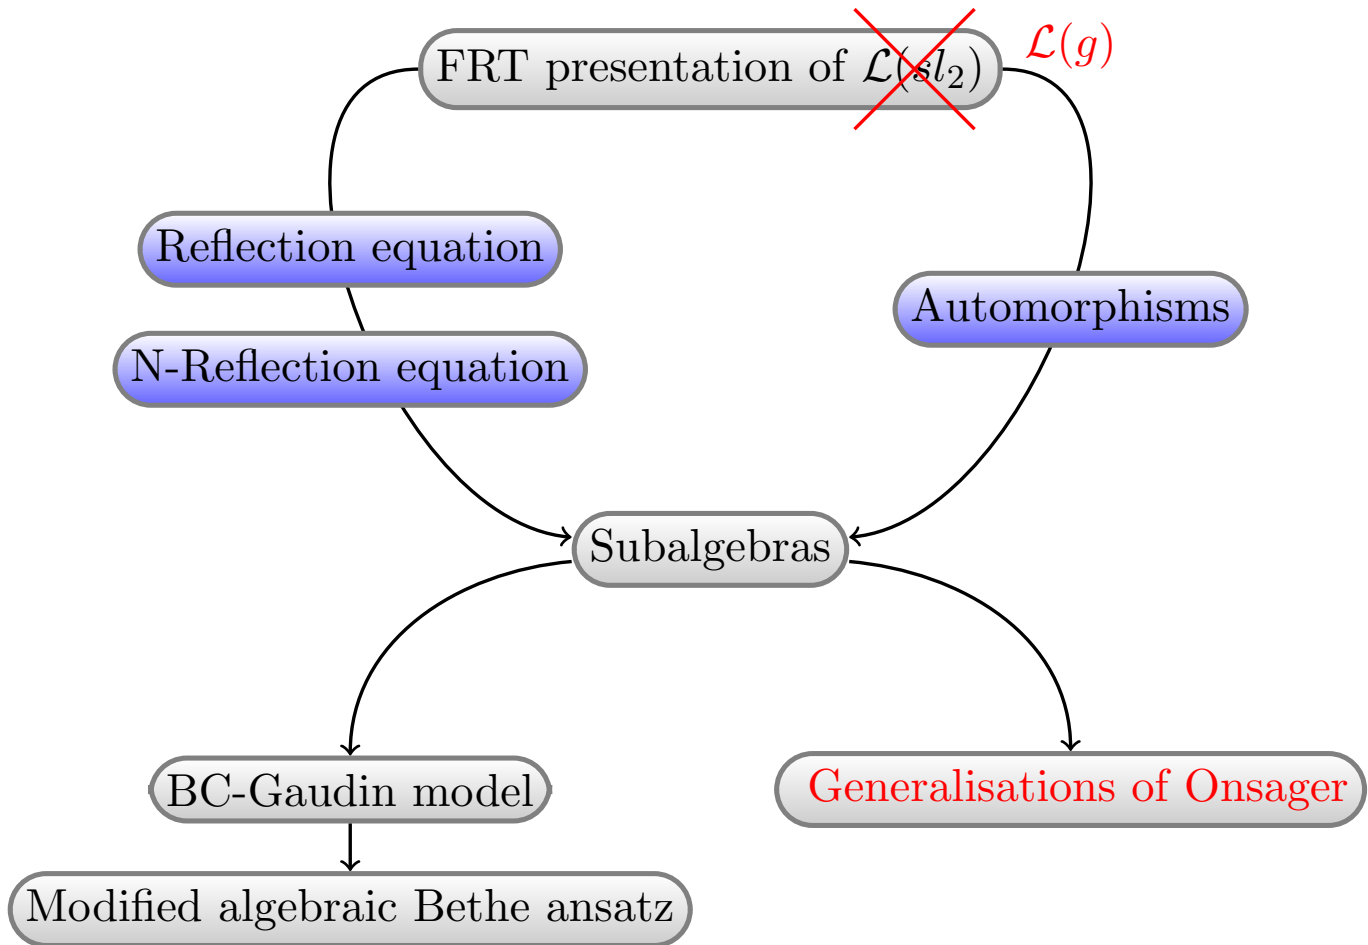 FRT presentation of 𝓛(sl₂) 𝓛(g)
Reflection equation
Automorphisms
N-Reflection equation
Subalgebras
BC-Gaudin model
Generalisations of Onsager
Modified algebraic Bethe ansatz